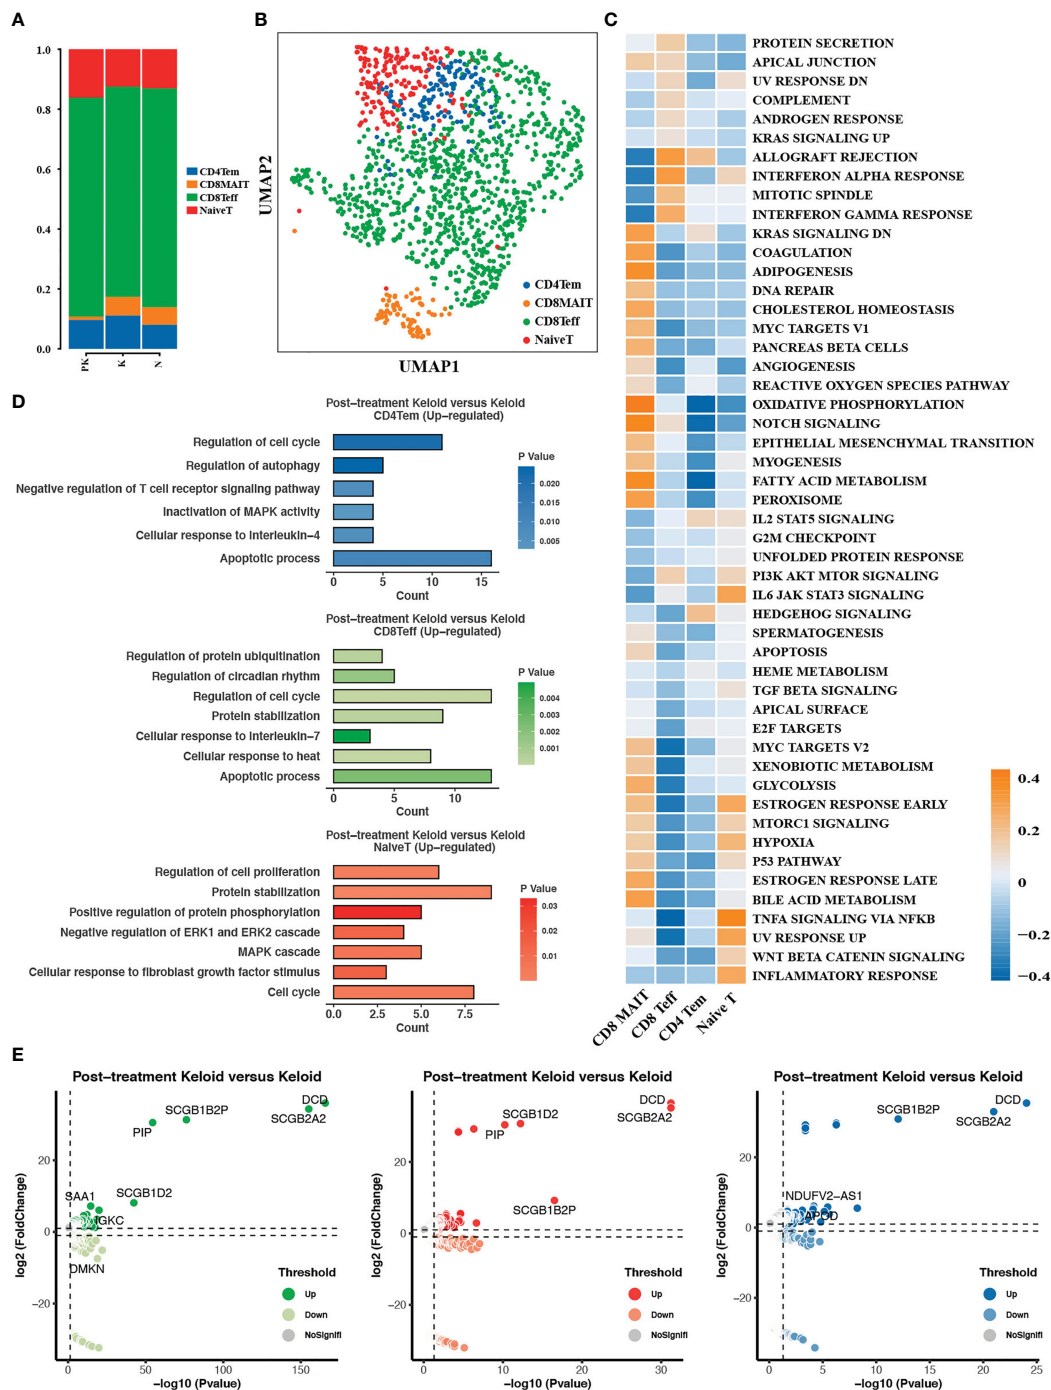 A
1.0
0.8
0.6
0.4
0.2
0.0
PK
K
N
CD4Tem
CD8MAIT
CD8Teff
NaiveT
B
UMAP2
UMAP1
CD4Tem
CD8MAIT
CD8Teff
NaiveT
C
PROTEIN SECRETION
APICAL JUNCTION
UV RESPONSE DN
COMPLEMENT
ANDROGEN RESPONSE
KRAS SIGNALING UP
ALLOGRAFT REJECTION
INTERFERON ALPHA RESPONSE
MITOTIC SPINDLE
INTERFERON GAMMA RESPONSE
KRAS SIGNALING DN
COAGULATION
ADIPOGENESIS
DNA REPAIR
CHOLESTEROL HOMEOSTASIS
MYC TARGETS V1
PANCREAS BETA CELLS
ANGIOGENESIS
REACTIVE OXYGEN SPECIES PATHWAY
OXIDATIVE PHOSPHORYLATION
NOTCH SIGNALING
EPITHELIAL MESENCHYMAL TRANSITION
MYOGENESIS
FATTY ACID METABOLISM
PEROXISOME
IL2 STAT5 SIGNALING
G2M CHECKPOINT
UNFOLDED PROTEIN RESPONSE
PI3K AKT MTOR SIGNALING
IL6 JAK STAT3 SIGNALING
HEDGEHOG SIGNALING
SPERMATOGENESIS
APOPTOSIS
HEME METABOLISM
TGF BETA SIGNALING
APICAL SURFACE
E2F TARGETS
MYC TARGETS V2
XENOBIOTIC METABOLISM
GLYCOLYSIS
ESTROGEN RESPONSE EARLY
MTORC1 SIGNALING
HYPOXIA
P53 PATHWAY
ESTROGEN RESPONSE LATE
BILE ACID METABOLISM
TNFA SIGNALING VIA NFKB
UV RESPONSE UP
WNT BETA CATENIN SIGNALING
INFLAMMATORY RESPONSE
CD8 MAIT
CD8 Teff
CD4 Tem
Naive T
0.4
0.2
0
−0.2
−0.4
D
Post−treatment Keloid versus Keloid
CD4Tem (Up−regulated)
Regulation of cell cycle
Regulation of autophagy
Negative regulation of T cell receptor signaling pathway
Inactivation of MAPK activity
Cellular response to interleukin−4
Apoptotic process
0 5 10 15
Count
P Value
0.020
0.015
0.010
0.005
Post−treatment Keloid versus Keloid
CD8Teff (Up−regulated)
Regulation of protein ubiquitination
Regulation of circadian rhythm
Regulation of cell cycle
Protein stabilization
Cellular response to interleukin−7
Cellular response to heat
Apoptotic process
0 5 10
Count
P Value
0.004
0.003
0.002
0.001
Post−treatment Keloid versus Keloid
NaiveT (Up−regulated)
Regulation of cell proliferation
Protein stabilization
Positive regulation of protein phosphorylation
Negative regulation of ERK1 and ERK2 cascade
MAPK cascade
Cellular response to fibroblast growth factor stimulus
Cell cycle
0.0 2.5 5.0 7.5
Count
P Value
0.03
0.02
0.01
E
Post−treatment Keloid versus Keloid
log2 (FoldChange)
20
0
−20
DCD
SCGB1B2P
SCGB2A2
PIP
SAA1
SCGB1D2
IGKC
DMKN
Threshold
Up
Down
NoSignifi
0 50 100 150
−log10 (Pvalue)
Post−treatment Keloid versus Keloid
log2 (FoldChange)
20
0
−20
DCD
SCGB1D2
SCGB2A2
PIP
SCGB1B2P
Threshold
Up
Down
NoSignifi
0 10 20 30
−log10 (Pvalue)
Post−treatment Keloid versus Keloid
log2 (FoldChange)
20
0
−20
DCD
SCGB1B2P
SCGB2A2
NDUFV2−AS1
APOD
Threshold
Up
Down
NoSignifi
0 5 10 15 20 25
−log10 (Pvalue)